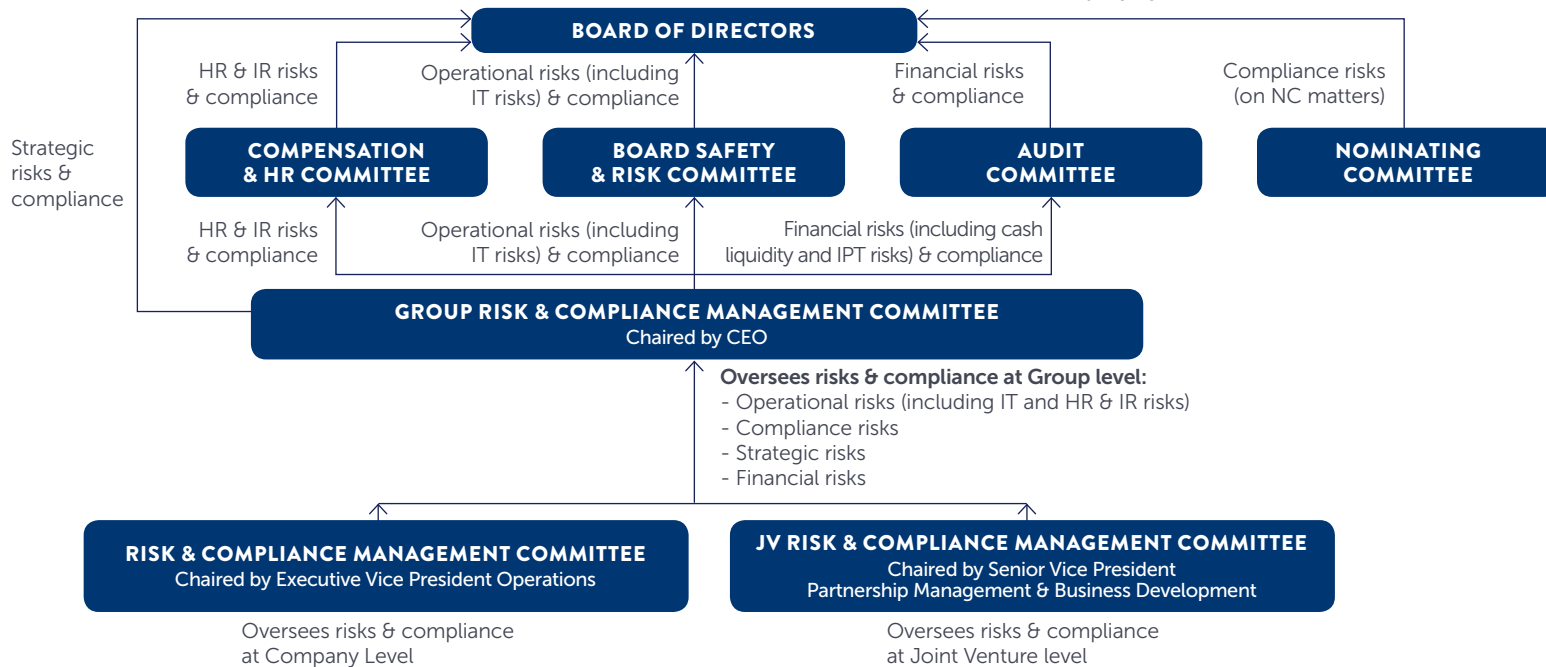 BOARD OF DIRECTORS
HR & IR risks
& compliance
Operational risks (including
IT risks) & compliance
Financial risks
& compliance
Compliance risks
(on NC matters)
Strategic
risks &
compliance
COMPENSATION
& HR COMMITTEE
BOARD SAFETY
& RISK COMMITTEE
AUDIT
COMMITTEE
NOMINATING
COMMITTEE
HR & IR risks
& compliance
Operational risks (including
IT risks) & compliance
Financial risks (including cash
liquidity and IPT risks) & compliance
GROUP RISK & COMPLIANCE MANAGEMENT COMMITTEE
Chaired by CEO
Oversees risks & compliance at Group level:
- Operational risks (including IT and HR & IR risks)
- Compliance risks
- Strategic risks
- Financial risks
RISK & COMPLIANCE MANAGEMENT COMMITTEE
Chaired by Executive Vice President Operations
JV RISK & COMPLIANCE MANAGEMENT COMMITTEE
Chaired by Senior Vice President
Partnership Management & Business Development
Oversees risks & compliance
at Company Level
Oversees risks & compliance
at Joint Venture level